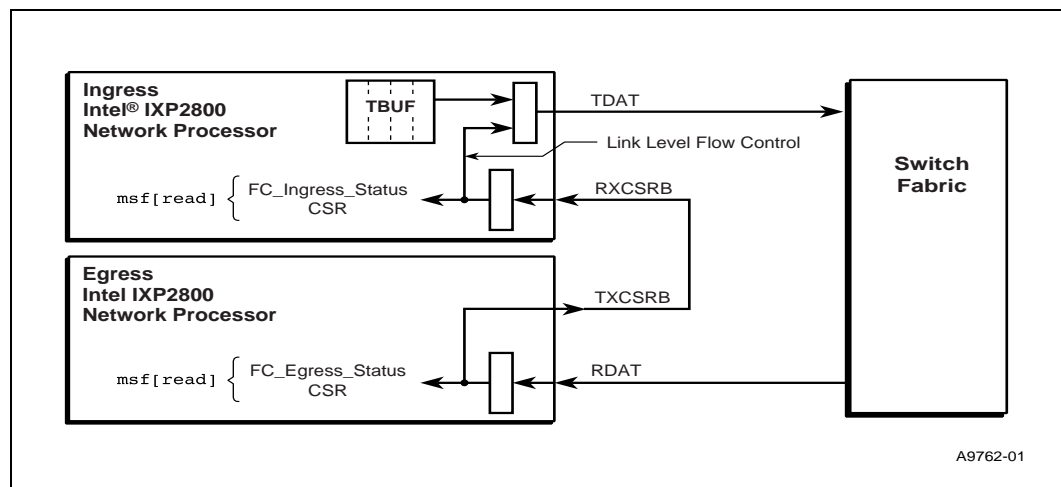 Ingress
Intel® IXP2800
Network Processor
TBUF
TDAT
Link Level Flow Control
msf[read]
FC_Ingress_Status
CSR
RXCSRB
Egress
Intel IXP2800
Network Processor
TXCSRB
msf[read]
FC_Egress_Status
CSR
RDAT
Switch
Fabric
A9762-01